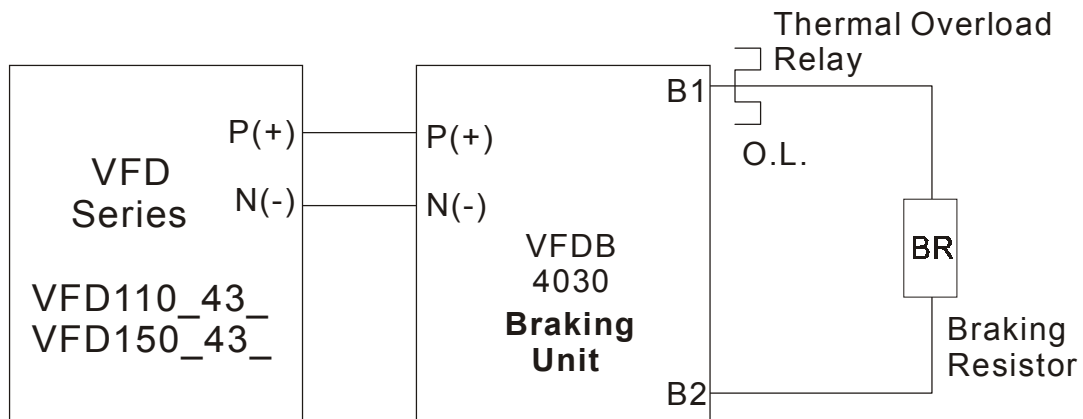 Thermal Overload
Relay
O.L.
VFD
Series
P(+)
N(-)
VFD110_43_
VFD150_43_
P(+)
N(-)
VFDB
4030
Braking
Unit
B1
B2
BR
Braking
Resistor